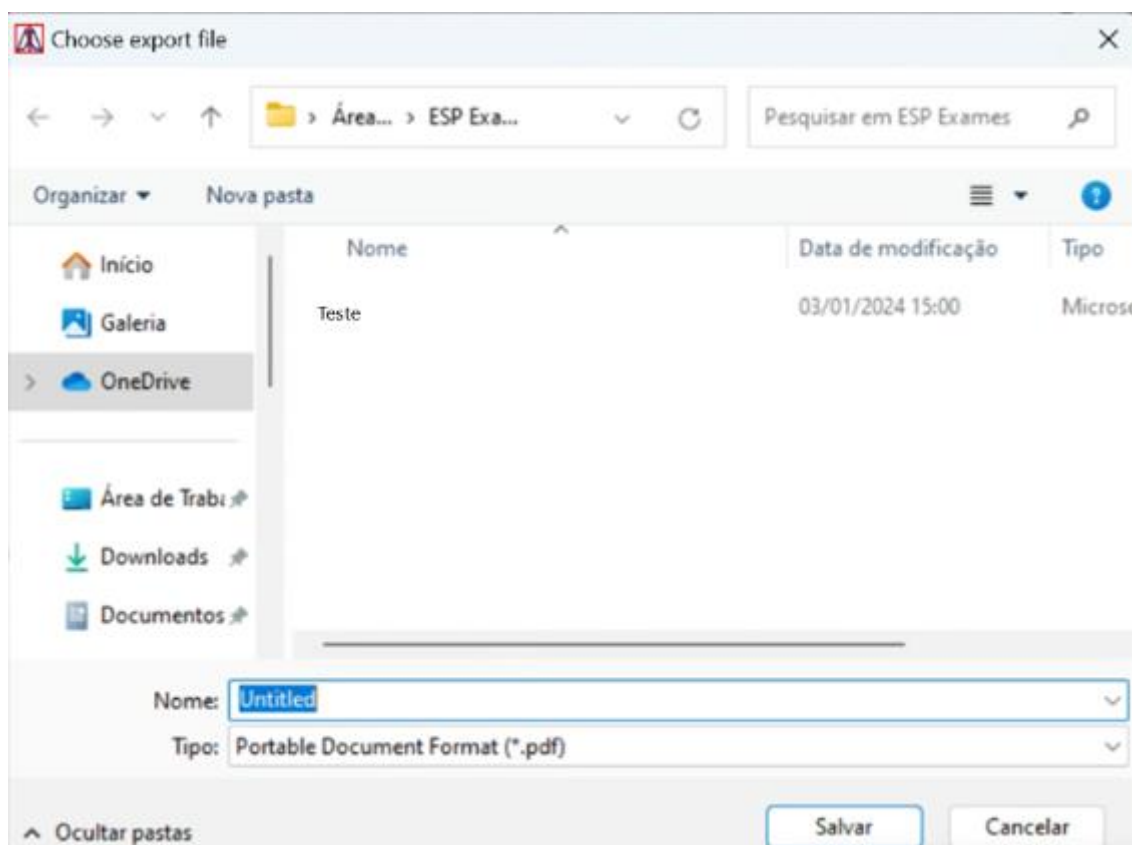 Choose export file
Área... ESP Exa... Pesquisar em ESP Exames
Organizar Nova pasta
Nome Data de modificação Tipo
Início
Teste 03/01/2024 15:00 Microso
Galeria
OneDrive
Área de Traba
Downloads
Documentos
Nome: Untitled
Tipo: Portable Document Format (*.pdf)
Ocultar pastas Salvar Cancelar